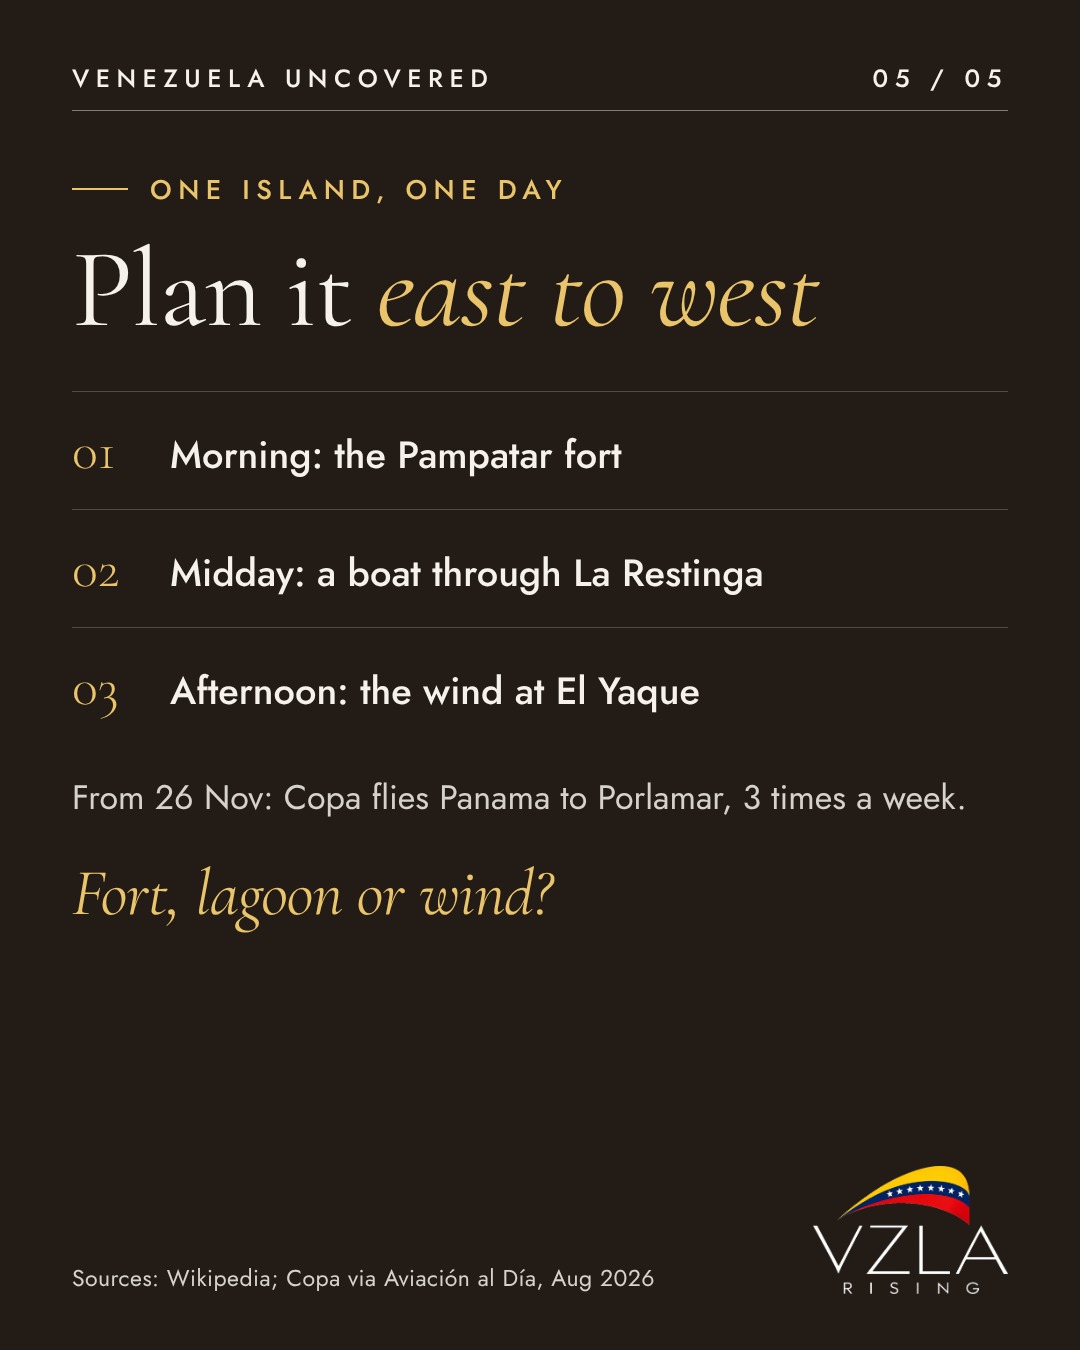 VENEZUELA UNCOVERED
05 / 05
ONE ISLAND, ONE DAY
Plan it east to west
01 Morning: the Pampatar fort
02 Midday: a boat through La Restinga
03 Afternoon: the wind at El Yaque
From 26 Nov: Copa flies Panama to Porlamar, 3 times a week.
Fort, lagoon or wind?
Sources: Wikipedia; Copa via Aviación al Día, Aug 2026
VZLA
RISING